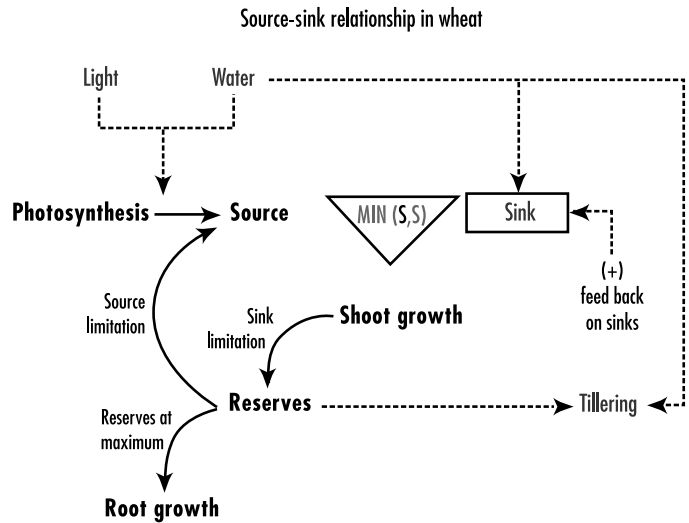 Source-sink relationship in wheat
Light
Water
Photosynthesis
Source
MIN (S,S)
Sink
(+)
feed back
on sinks
Source
limitation
Sink
limitation
Shoot growth
Reserves
Tillering
Reserves at
maximum
Root growth